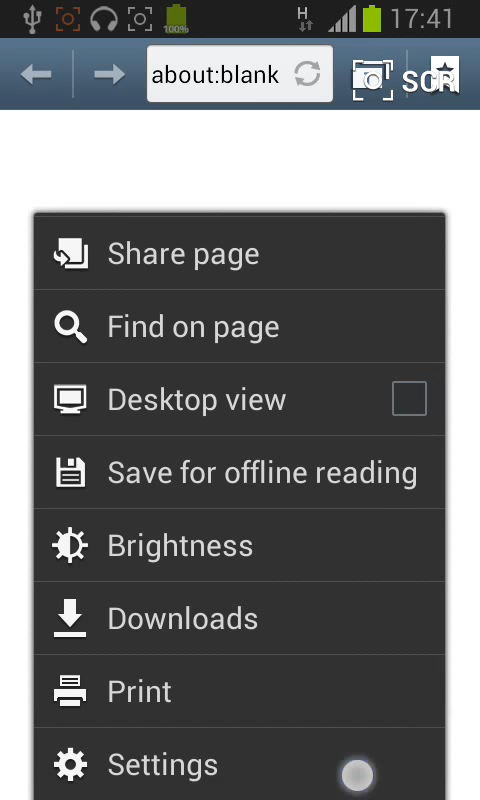 100%
H
17:41
about:blank
SCR
Share page
Find on page
Desktop view
Save for offline reading
Brightness
Downloads
Print
Settings